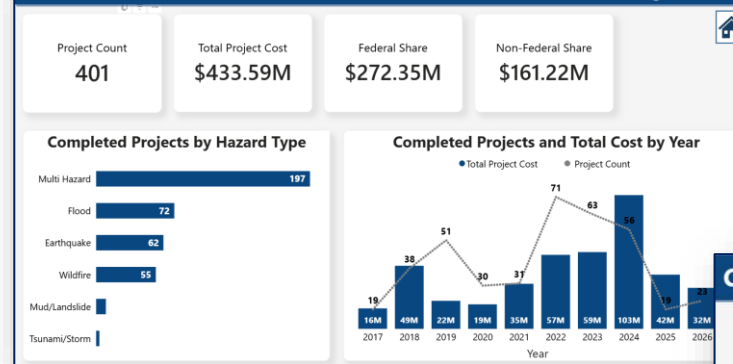 Project Count
401
Total Project Cost
$433.59M
Federal Share
$272.35M
Non-Federal Share
$161.22M
Completed Projects by Hazard Type
Multi Hazard 197
Flood 72
Earthquake 62
Wildfire 55
Mud/Landslide
Tsunami/Storm
Completed Projects and Total Cost by Year
Total Project Cost Project Count
19 38 51 30 31 71 63 56 19 23
16M 49M 22M 19M 35M 57M 59M 103M 42M 32M
2017 2018 2019 2020 2021 2022 2023 2024 2025 2026
Year